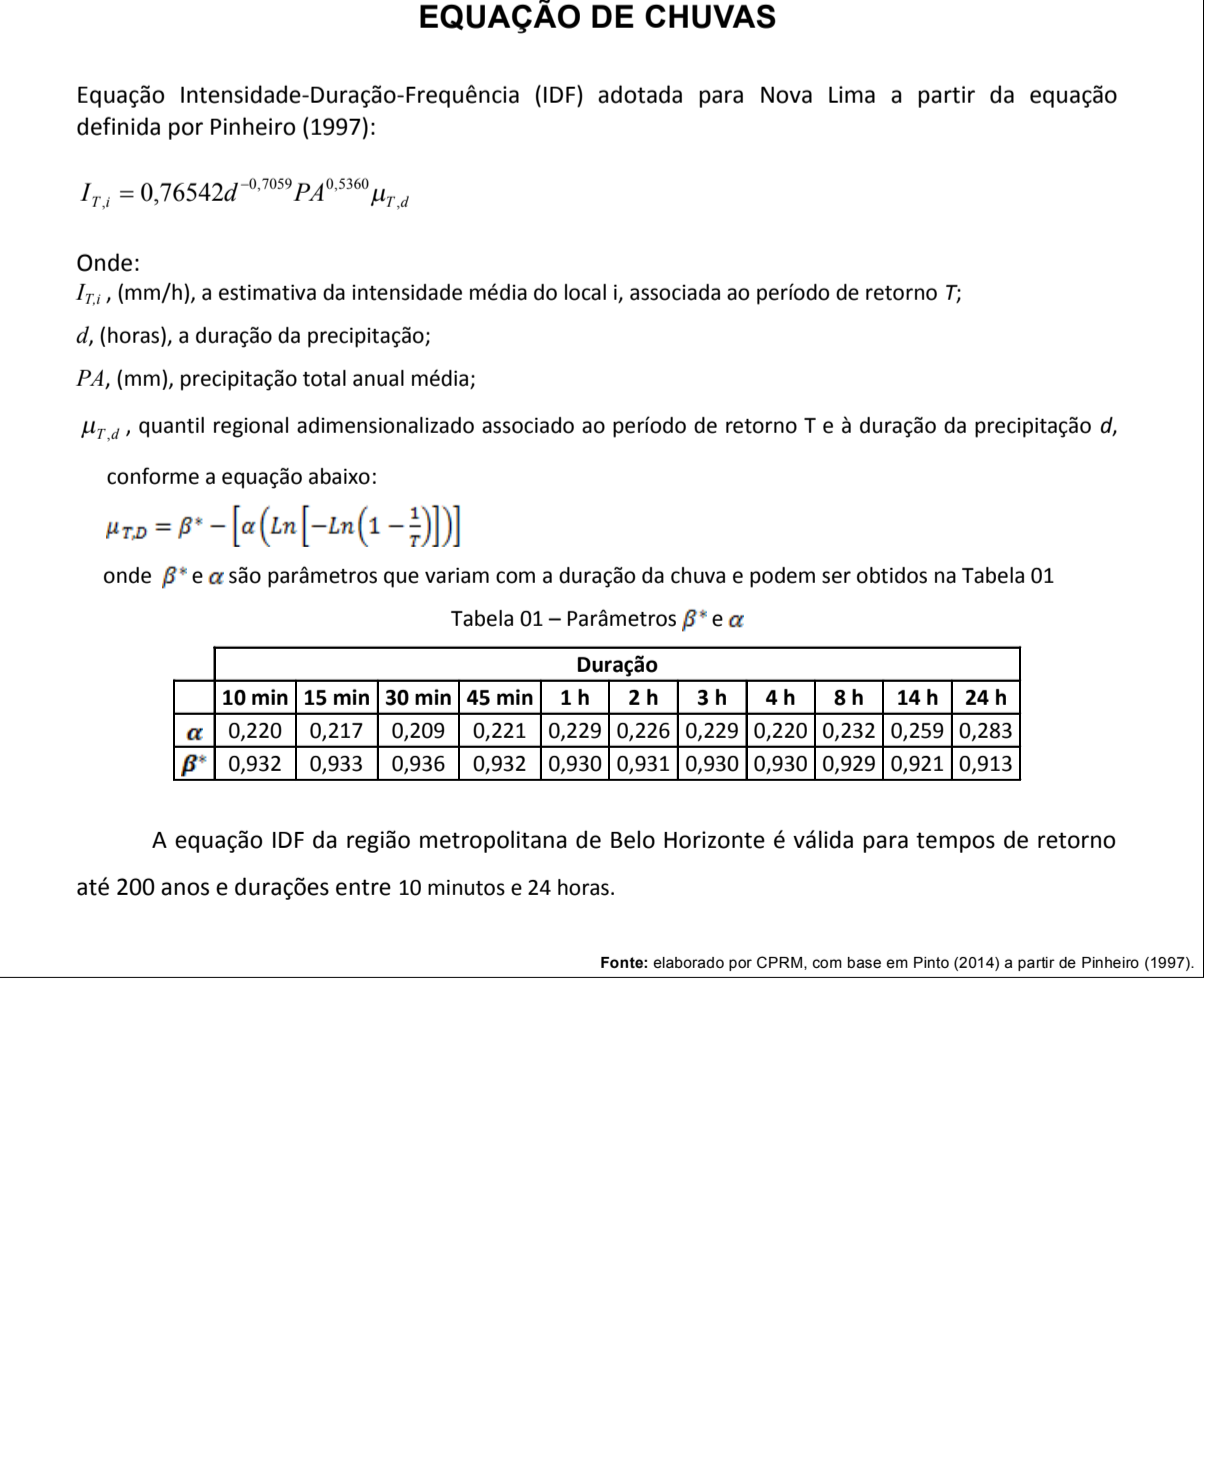 EQUAÇÃO DE CHUVAS
Equação Intensidade-Duração-Frequência (IDF) adotada para Nova Lima a partir da equação
definida por Pinheiro (1997):
I_{T,i} = 0,76542d^{-0,7059} PA^{0,5360} μ_{T,d}
Onde:
I_{T,i} , (mm/h), a estimativa da intensidade média do local i, associada ao período de retorno T;
d, (horas), a duração da precipitação;
PA, (mm), precipitação total anual média;
μ_{T,d} , quantil regional adimensionalizado associado ao período de retorno T e à duração da precipitação d,
conforme a equação abaixo:
μ_{T,D} = β* − [α(Ln[−Ln(1 − 1/T)])]
onde β* e α são parâmetros que variam com a duração da chuva e podem ser obtidos na Tabela 01
Tabela 01 – Parâmetros β* e α
Duração
10 min 15 min 30 min 45 min 1 h 2 h 3 h 4 h 8 h 14 h 24 h
α 0,220 0,217 0,209 0,221 0,229 0,226 0,229 0,220 0,232 0,259 0,283
β* 0,932 0,933 0,936 0,932 0,930 0,931 0,930 0,930 0,929 0,921 0,913
A equação IDF da região metropolitana de Belo Horizonte é válida para tempos de retorno
até 200 anos e durações entre 10 minutos e 24 horas.
Fonte: elaborado por CPRM, com base em Pinto (2014) a partir de Pinheiro (1997).